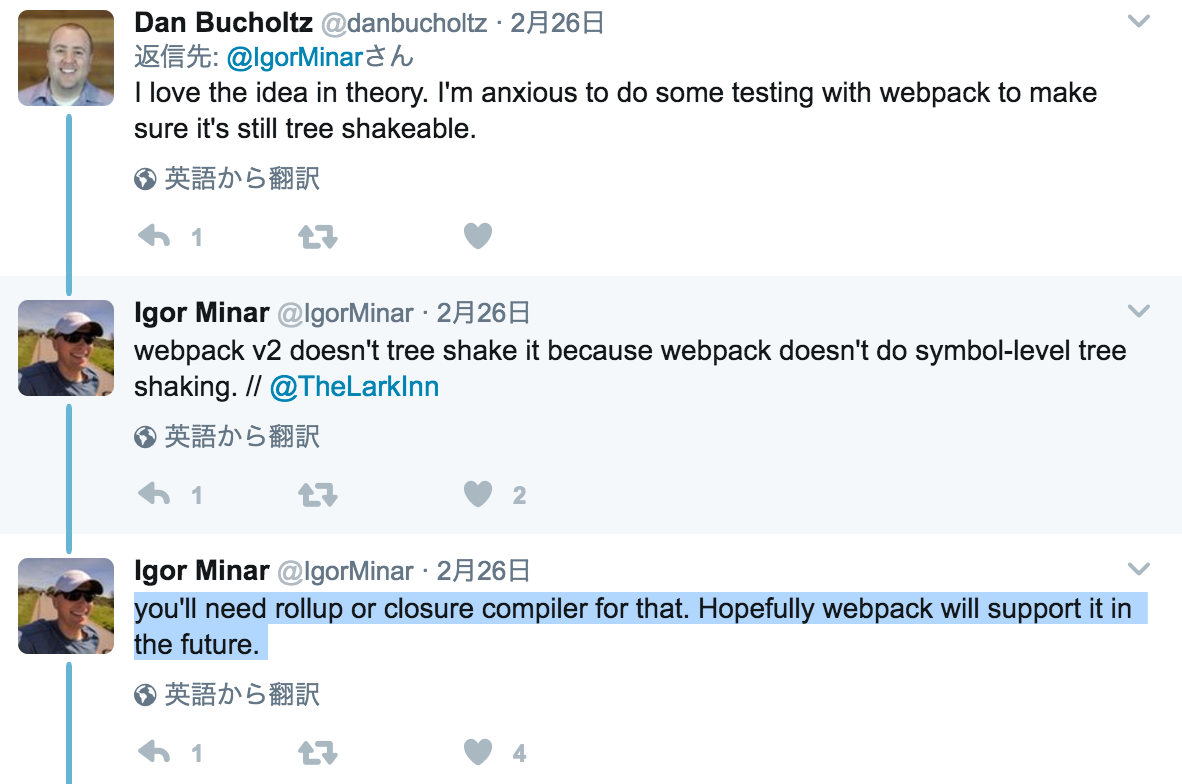 Dan Bucholtz @danbucholtz · 2月26日
返信先: @IgorMinarさん
I love the idea in theory. I'm anxious to do some testing with webpack to make
sure it's still tree shakeable.
英語から翻訳
1
Igor Minar @IgorMinar · 2月26日
webpack v2 doesn't tree shake it because webpack doesn't do symbol-level tree
shaking. // @TheLarkInn
英語から翻訳
1 2
Igor Minar @IgorMinar · 2月26日
you'll need rollup or closure compiler for that. Hopefully webpack will support it in
the future.
英語から翻訳
1 4